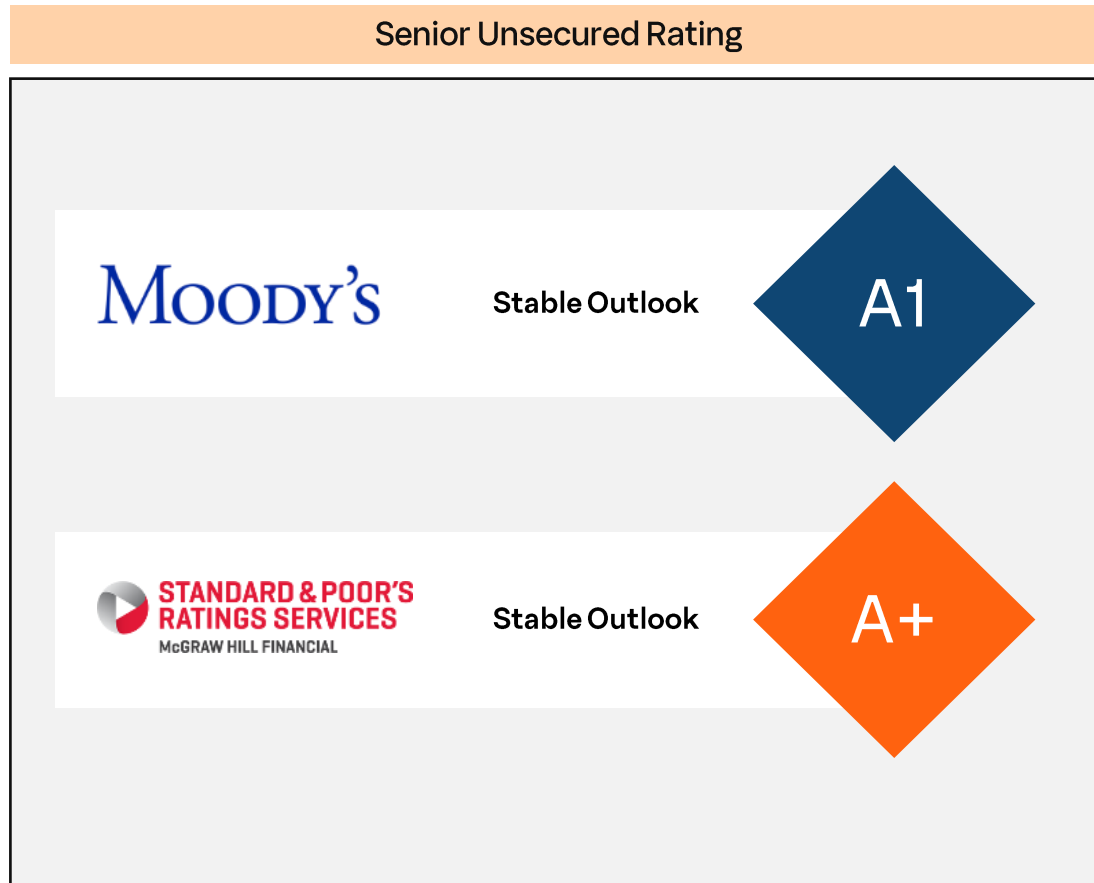 Senior Unsecured Rating
MOODY'S
Stable Outlook
A1
STANDARD & POOR'S
RATINGS SERVICES
McGRAW HILL FINANCIAL
Stable Outlook
A+